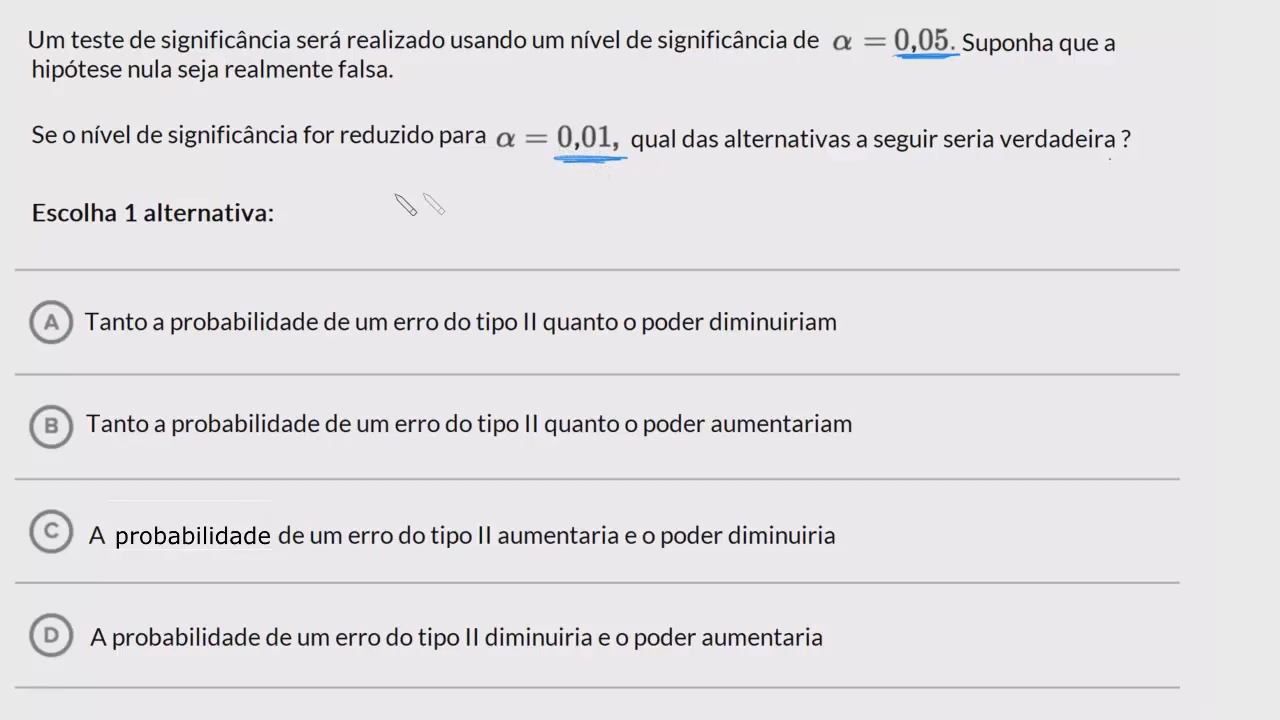 Um teste de significância será realizado usando um nível de significância de α = 0,05. Suponha que a
hipótese nula seja realmente falsa.
Se o nível de significância for reduzido para α = 0,01, qual das alternativas a seguir seria verdadeira ?
Escolha 1 alternativa:
A Tanto a probabilidade de um erro do tipo II quanto o poder diminuiriam
B Tanto a probabilidade de um erro do tipo II quanto o poder aumentariam
C A probabilidade de um erro do tipo II aumentaria e o poder diminuiria
D A probabilidade de um erro do tipo II diminuiria e o poder aumentaria